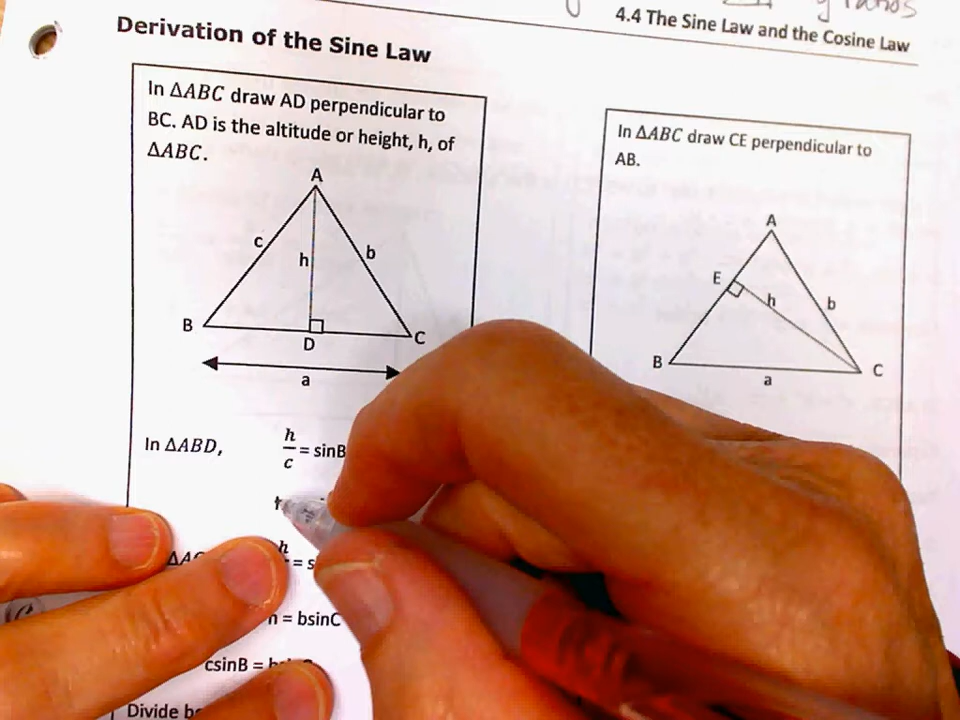 4.4 The Sine Law and the Cosine Law
Derivation of the Sine Law
In ΔABC draw AD perpendicular to
BC. AD is the altitude or height, h, of
ΔABC.
A
c
h
b
B
D
C
a
In ΔABD,
h
c
= sinB
h
= bsinC
csinB =
Divide
In ΔABC draw CE perpendicular to
AB.
A
E
h
b
B
C
a